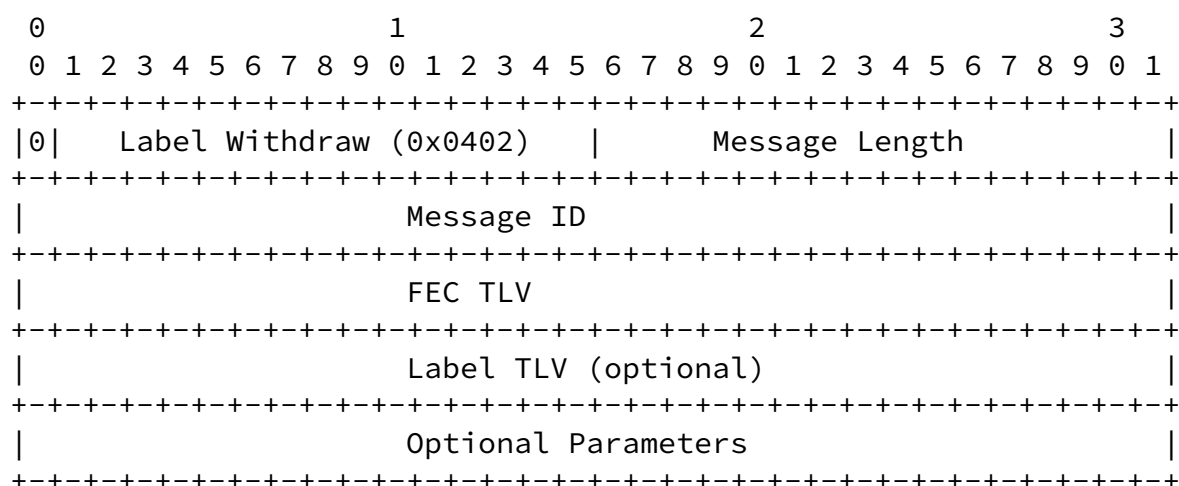 0                   1                   2                   3
 0 1 2 3 4 5 6 7 8 9 0 1 2 3 4 5 6 7 8 9 0 1 2 3 4 5 6 7 8 9 0 1
+-+-+-+-+-+-+-+-+-+-+-+-+-+-+-+-+-+-+-+-+-+-+-+-+-+-+-+-+-+-+-+-+
|0|   Label Withdraw (0x0402)   |      Message Length           |
+-+-+-+-+-+-+-+-+-+-+-+-+-+-+-+-+-+-+-+-+-+-+-+-+-+-+-+-+-+-+-+-+
|                     Message ID                                |
+-+-+-+-+-+-+-+-+-+-+-+-+-+-+-+-+-+-+-+-+-+-+-+-+-+-+-+-+-+-+-+-+
|                     FEC TLV                                   |
+-+-+-+-+-+-+-+-+-+-+-+-+-+-+-+-+-+-+-+-+-+-+-+-+-+-+-+-+-+-+-+-+
|                     Label TLV (optional)                      |
+-+-+-+-+-+-+-+-+-+-+-+-+-+-+-+-+-+-+-+-+-+-+-+-+-+-+-+-+-+-+-+-+
|                     Optional Parameters                       |
+-+-+-+-+-+-+-+-+-+-+-+-+-+-+-+-+-+-+-+-+-+-+-+-+-+-+-+-+-+-+-+-+